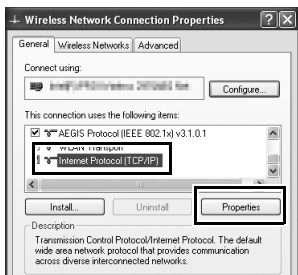 Wireless Network Connection Properties
General Wireless Networks Advanced
Connect using:
Configure...
This connection uses the following items:
AEGIS Protocol (IEEE 802.1x) v3.1.0.1
WLAN Transport
Internet Protocol (TCP/IP)
Install... Uninstall Properties
Description
Transmission Control Protocol/Internet Protocol. The default
wide area network protocol that provides communication
across diverse interconnected networks.